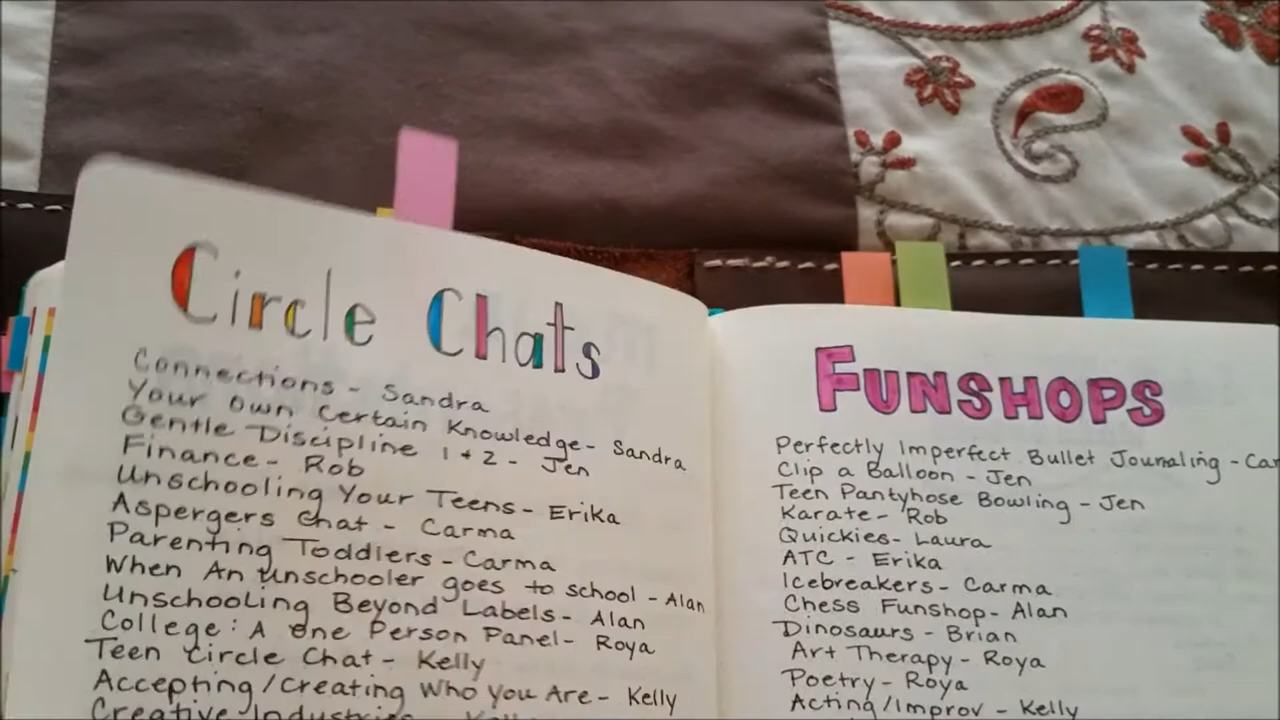 Circle Chats
Connections - Sandra
Your Own Certain Knowledge - Sandra
Gentle Discipline 1 + 2 - Jen
Finance - Rob
Unschooling Your Teens - Erika
Aspergers Chat - Carma
Parenting Toddlers - Carma
When An Unschooler goes to school - Alan
Unschooling Beyond Labels - Alan
College: A One Person Panel - Roya
Teen Circle Chat - Kelly
Accepting/Creating Who You Are - Kelly
Creative Industries -
FUNSHOPS
Perfectly Imperfect Bullet Journaling - Car
Clip a Balloon - Jen
Teen Pantyhose Bowling - Jen
Karate - Rob
Quickies - Laura
ATC - Erika
Icebreakers - Carma
Chess Funshop - Alan
Dinosaurs - Brian
Art Therapy - Roya
Poetry - Roya
Acting/Improv - Kelly